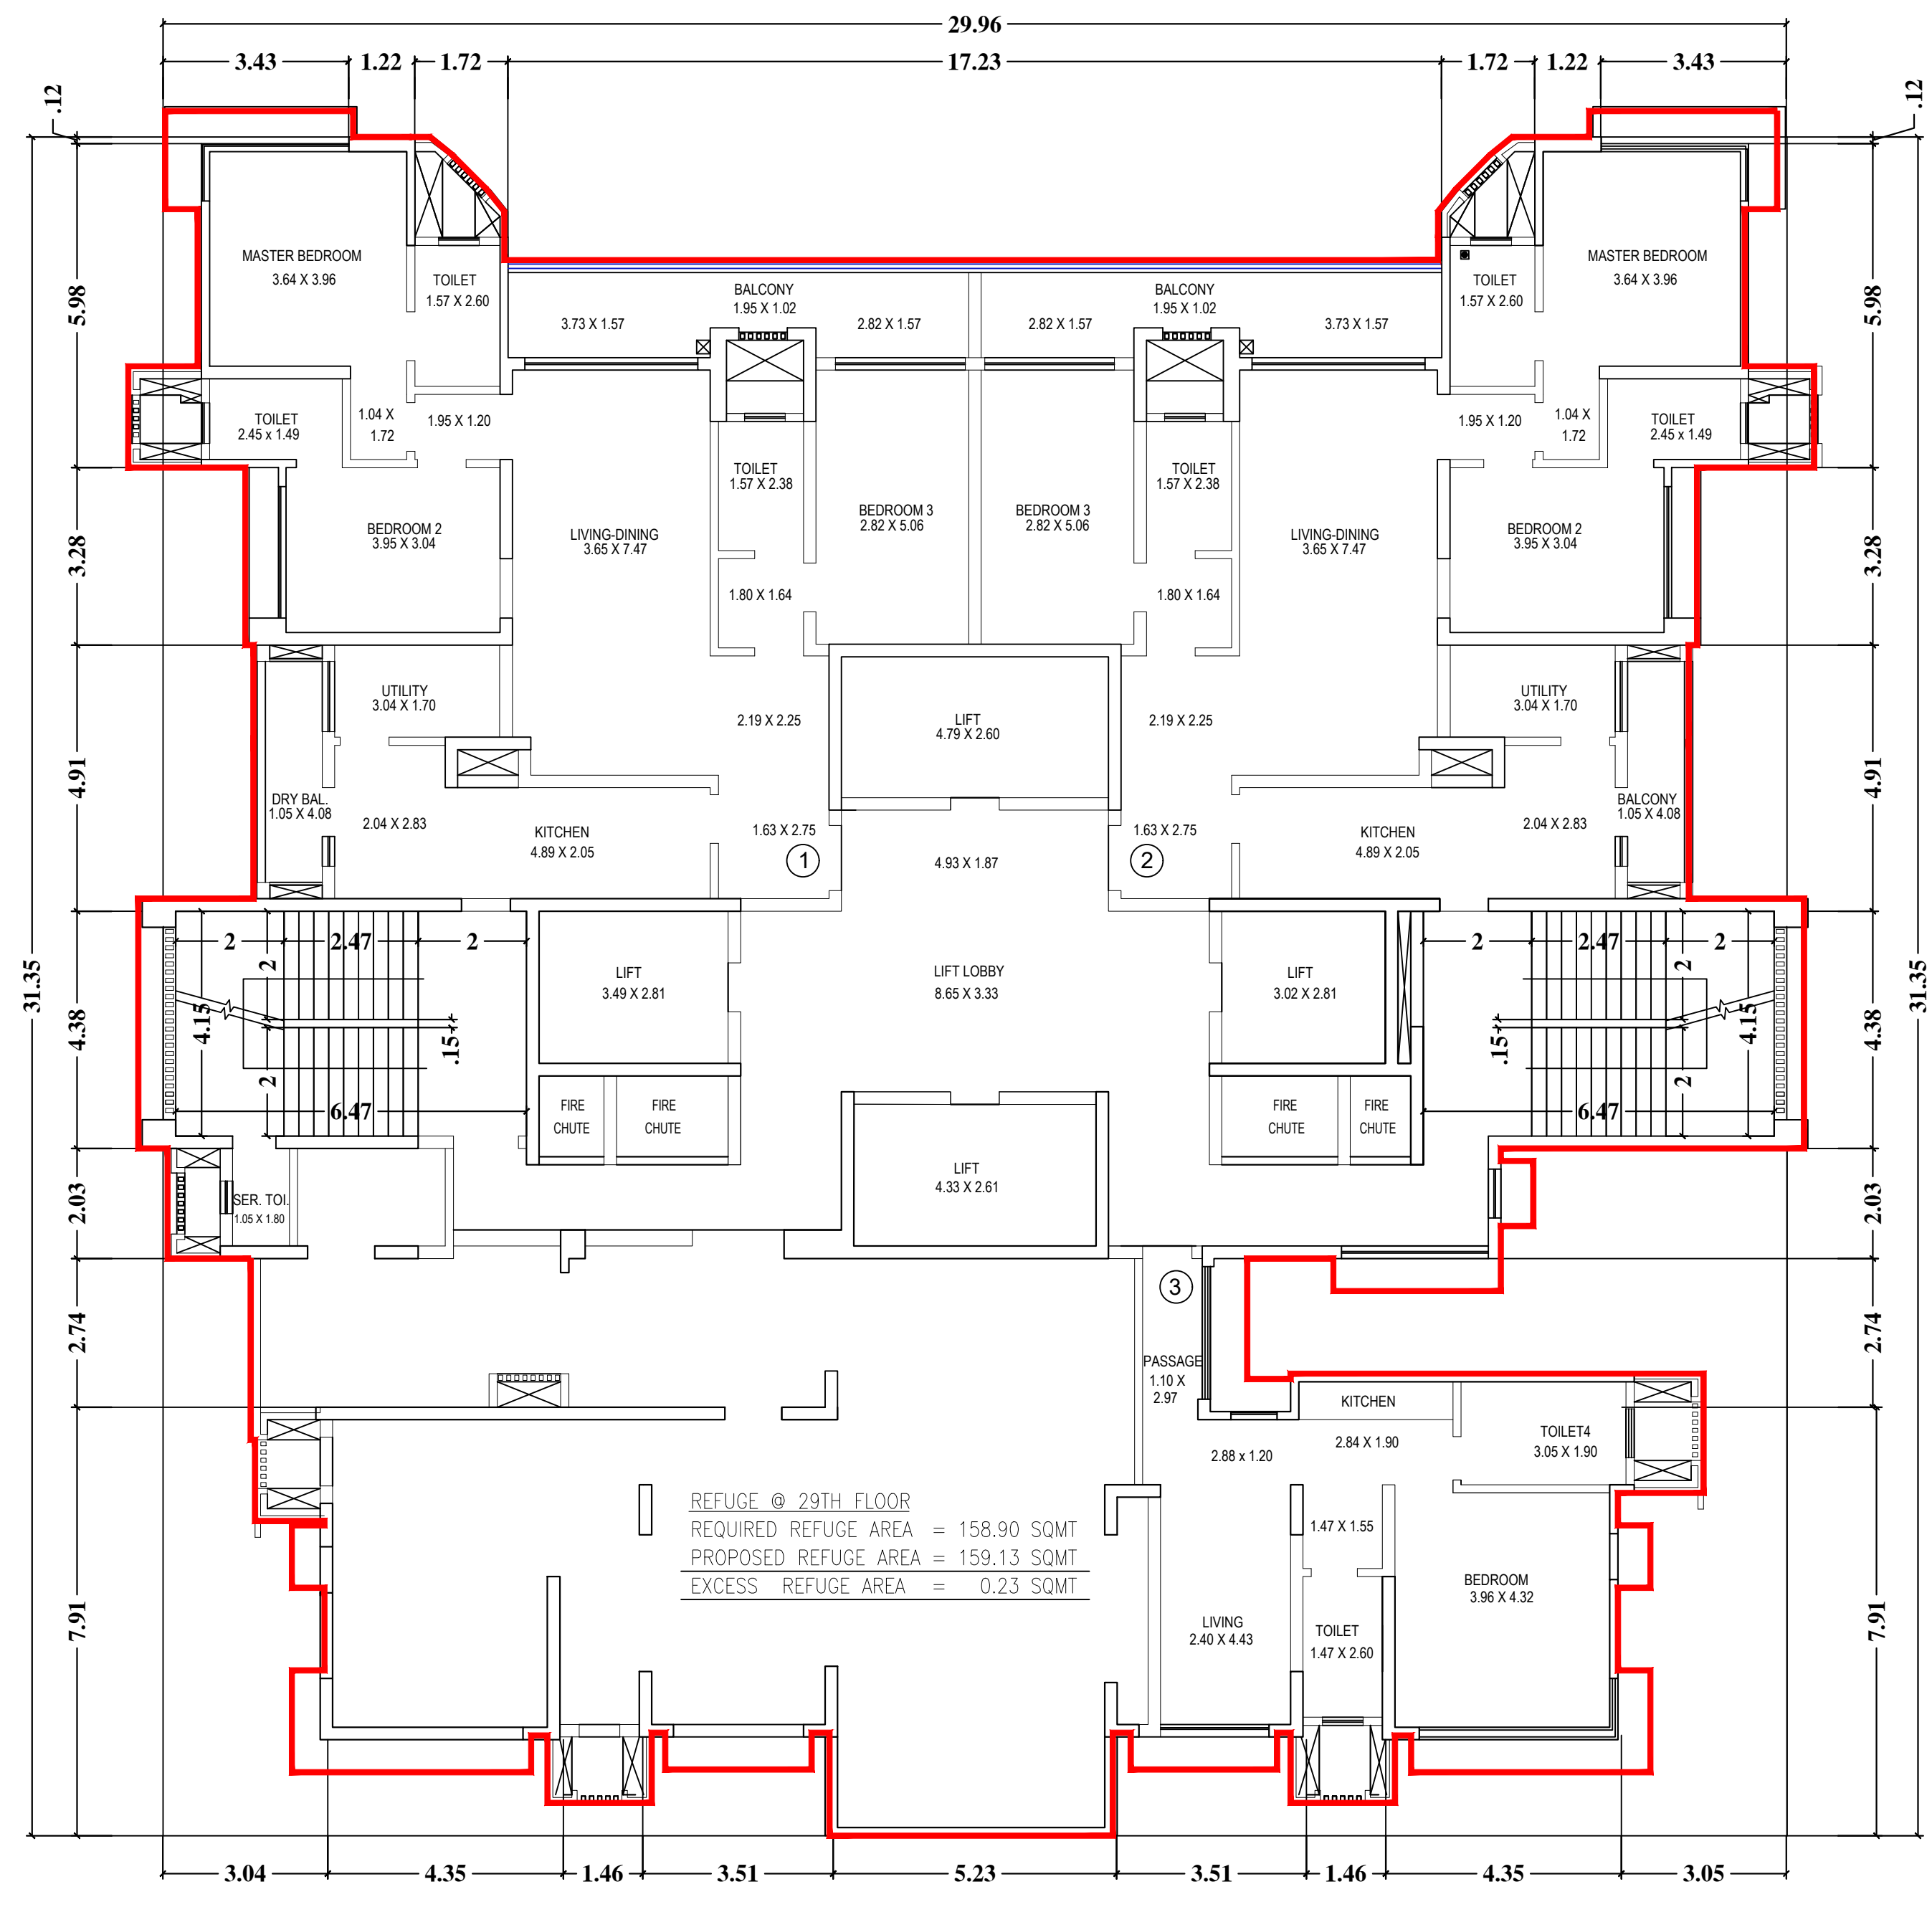 29.96
3.43 1.22 1.72 17.23 1.72 1.22 3.43
.12 .12
MASTER BEDROOM
3.64 X 3.96
TOILET
1.57 X 2.60
BALCONY
1.95 X 1.02
3.73 X 1.57
2.82 X 1.57
BALCONY
1.95 X 1.02
2.82 X 1.57
3.73 X 1.57
TOILET
1.57 X 2.60
MASTER BEDROOM
3.64 X 3.96
5.98 5.98
TOILET
2.45 x 1.49
1.04 X
1.72
1.95 X 1.20
1.95 X 1.20
1.04 X
1.72
TOILET
2.45 x 1.49
TOILET
1.57 X 2.38
TOILET
1.57 X 2.38
BEDROOM 2
3.95 X 3.04
LIVING-DINING
3.65 X 7.47
BEDROOM 3
2.82 X 5.06
BEDROOM 3
2.82 X 5.06
LIVING-DINING
3.65 X 7.47
BEDROOM 2
3.95 X 3.04
3.28 3.28
1.80 X 1.64
1.80 X 1.64
UTILITY
3.04 X 1.70
2.19 X 2.25
LIFT
4.79 X 2.60
2.19 X 2.25
UTILITY
3.04 X 1.70
4.91 4.91
DRY BAL.
1.05 X 4.08
2.04 X 2.83
KITCHEN
4.89 X 2.05
1.63 X 2.75
1
4.93 X 1.87
1.63 X 2.75
2
KITCHEN
4.89 X 2.05
2.04 X 2.83
BALCONY
1.05 X 4.08
31.35 31.35
2 2.47 2
2
4.15
.15
2
6.47
LIFT
3.49 X 2.81
LIFT LOBBY
8.65 X 3.33
LIFT
3.02 X 2.81
2 2.47 2
2
4.15
.15
2
6.47
4.38 4.38
FIRE
CHUTE
FIRE
CHUTE
FIRE
CHUTE
FIRE
CHUTE
LIFT
4.33 X 2.61
SER. TOI.
1.05 X 1.80
2.03 2.03
3
2.74 2.74
PASSAGE
1.10 X
2.97
KITCHEN
2.84 X 1.90
TOILET4
3.05 X 1.90
2.88 x 1.20
REFUGE @ 29TH FLOOR
REQUIRED REFUGE AREA = 158.90 SQMT
PROPOSED REFUGE AREA = 159.13 SQMT
EXCESS REFUGE AREA = 0.23 SQMT
1.47 X 1.55
BEDROOM
3.96 X 4.32
LIVING
2.40 X 4.43
TOILET
1.47 X 2.60
7.91 7.91
3.04 4.35 1.46 3.51 5.23 3.51 1.46 4.35 3.05